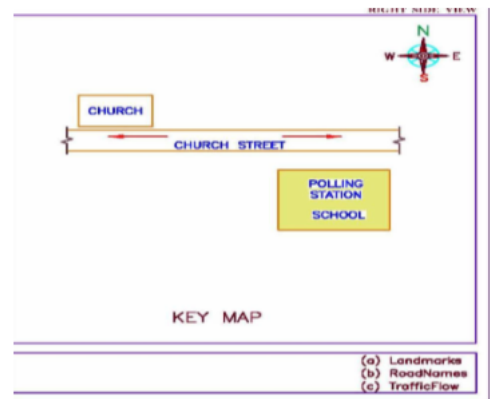 RIGHT SIDE VIEW
N
W E
S
CHURCH
CHURCH STREET
POLLING
STATION
SCHOOL
KEY MAP
(a) Landmarks
(b) RoadNames
(c) TrafficFlow